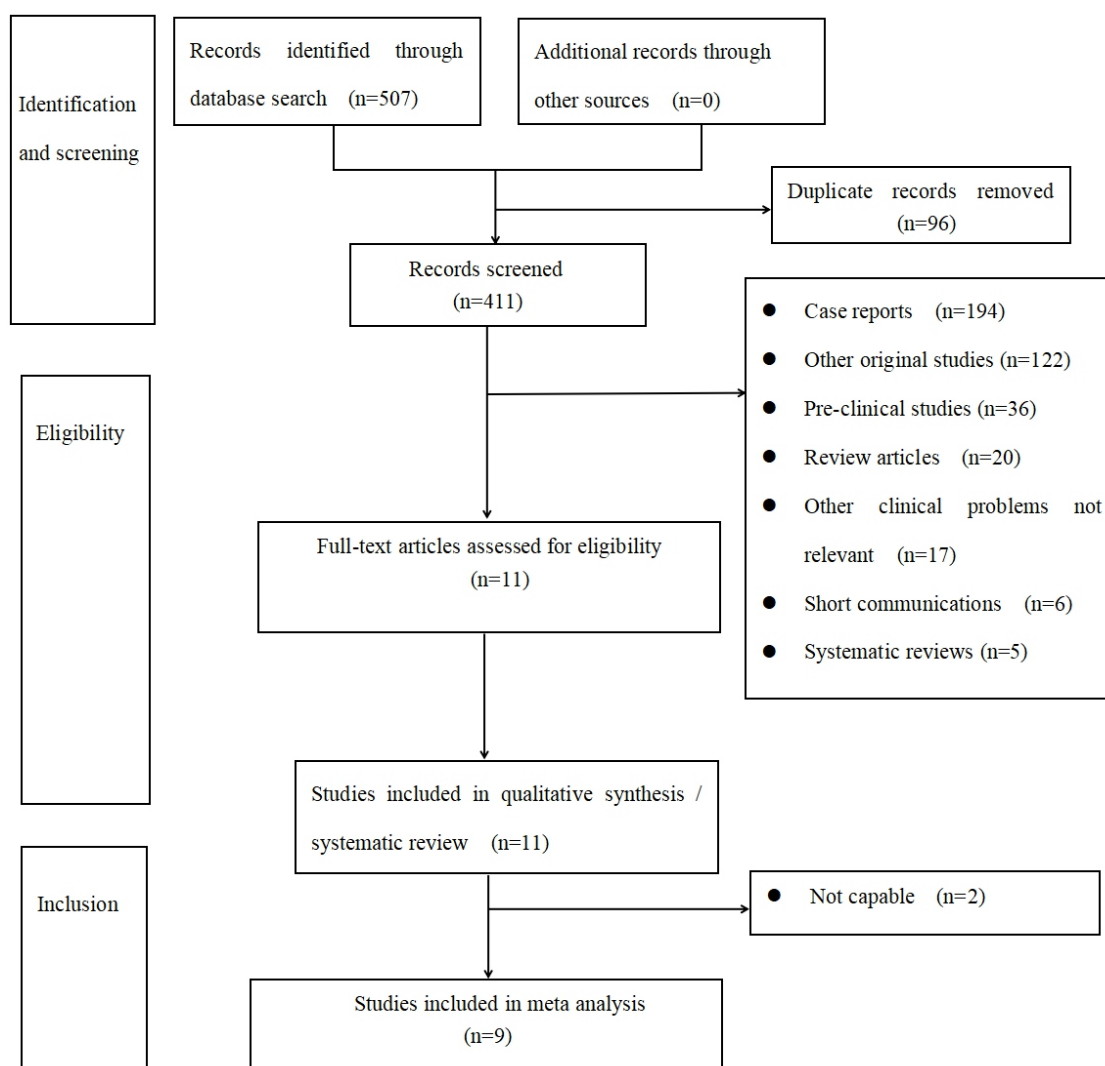 Identification
and screening
Records identified through
database search (n=507)
Additional records through
other sources (n=0)
Duplicate records removed
(n=96)
Records screened
(n=411)
● Case reports (n=194)
● Other original studies (n=122)
● Pre-clinical studies (n=36)
● Review articles (n=20)
● Other clinical problems not
relevant (n=17)
● Short communications (n=6)
● Systematic reviews (n=5)
Eligibility
Full-text articles assessed for eligibility
(n=11)
Studies included in qualitative synthesis /
systematic review (n=11)
Inclusion
● Not capable (n=2)
Studies included in meta analysis
(n=9)